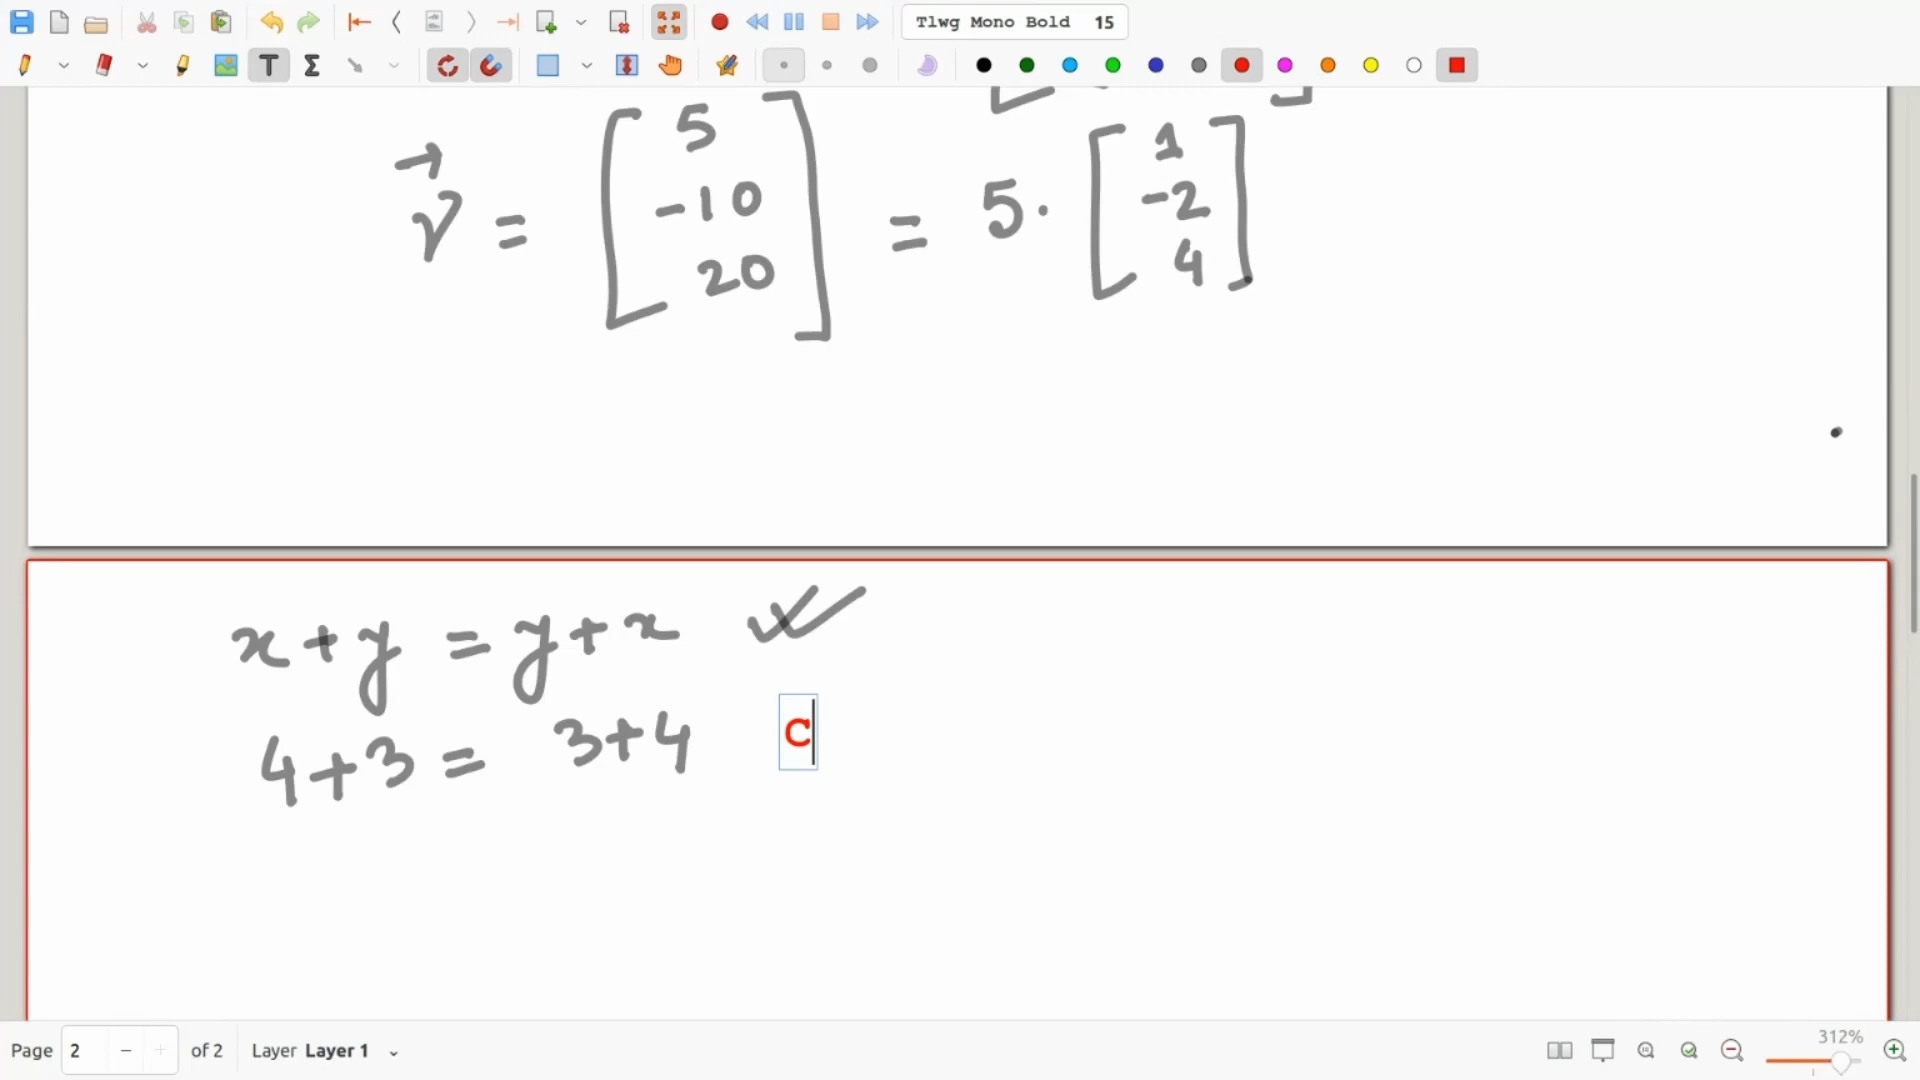 Tlwg Mono Bold 15
v = [ 5 -10 20 ] = 5 · [ 1 -2 4 ]
x + y = y + x ✓
4 + 3 = 3 + 4 C
Page 2 of 2 Layer Layer 1 312%